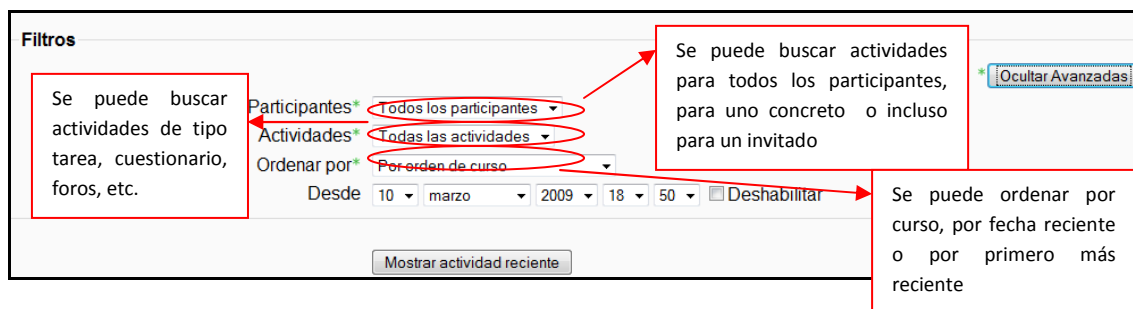 Filtros
Se puede buscar actividades
para todos los participantes,
para uno concreto o incluso
para un invitado
* Ocultar Avanzadas
Se puede buscar
actividades de tipo
tarea, cuestionario,
foros, etc.
Participantes* Todos los participantes
Actividades* Todas las actividades
Ordenar por* Por orden de curso
Desde 10 marzo 2009 18 50 Deshabilitar
Se puede ordenar por
curso, por fecha reciente
o por primero más
reciente
Mostrar actividad reciente